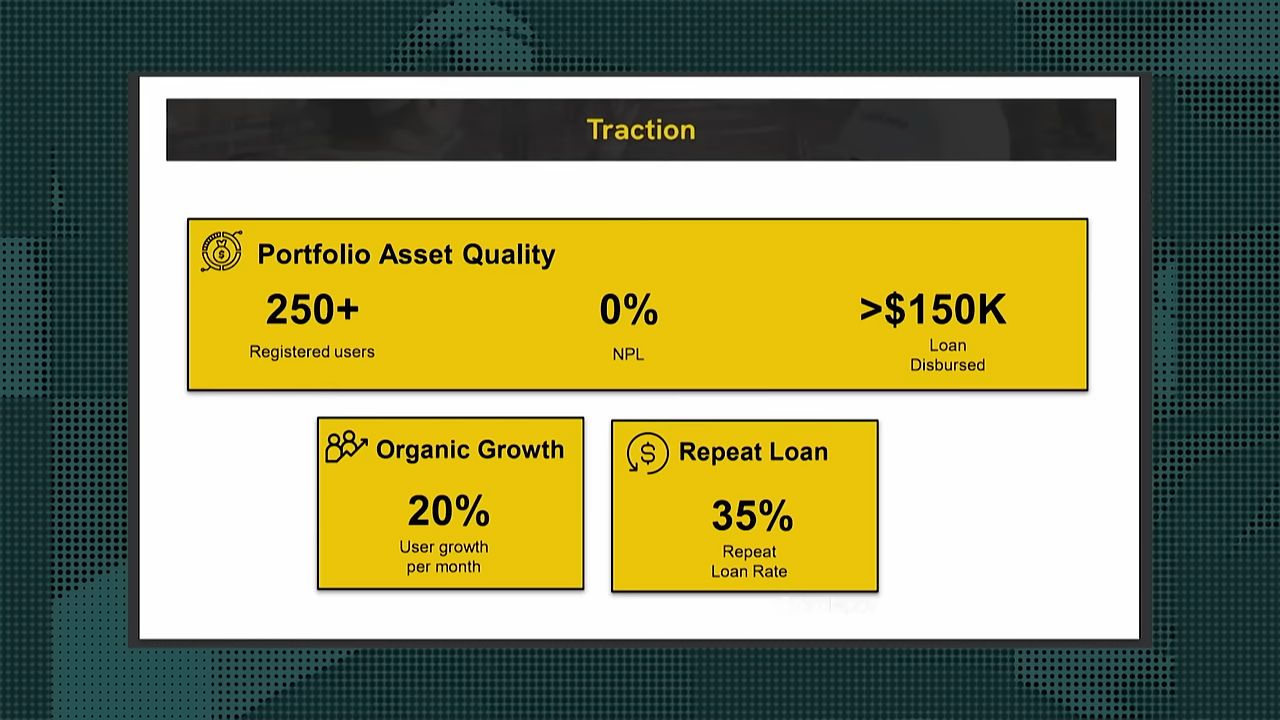 Traction
Portfolio Asset Quality
250+
Registered users
0%
NPL
>$150K
Loan
Disbursed
Organic Growth
20%
User growth
per month
$ Repeat Loan
35%
Repeat
Loan Rate